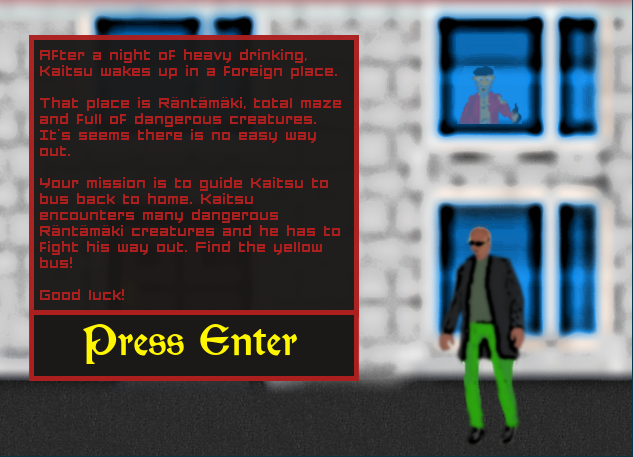 After a night of heavy drinking,
Kaitsu wakes up in a foreign place.
That place is Räntämäki, total maze
and full of dangerous creatures.
It's seems there is no easy way
out.
Your mission is to guide Kaitsu to
bus back to home. Kaitsu
encounters many dangerous
Räntämäki creatures and he has to
fight his way out. Find the yellow
bus!
Good luck!
Press Enter